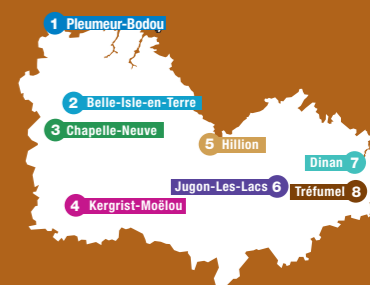 1 Pleumeur-Bodou
2 Belle-Isle-en-Terre
3 Chapelle-Neuve
5 Hillion
Dinan 7
Jugon-Les-Lacs 6
Tréfumel 8
4 Kergrist-Moëlou